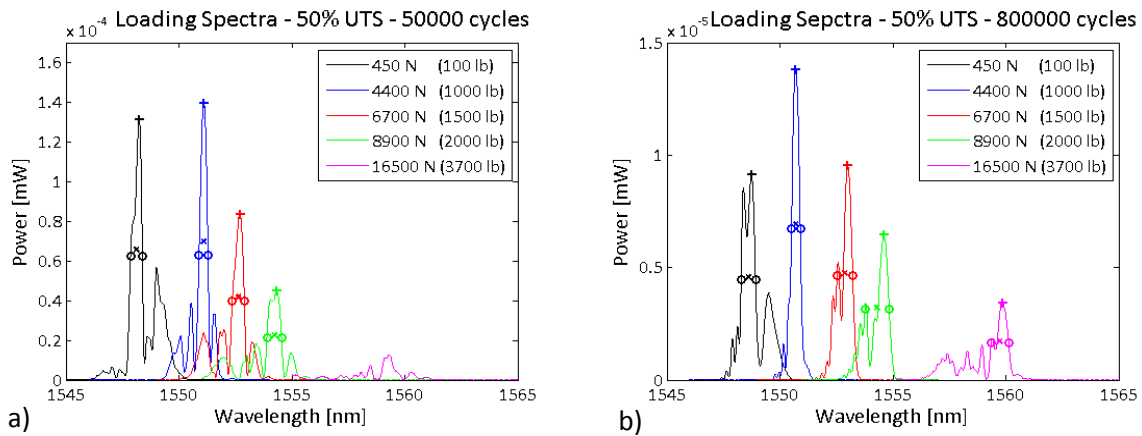 Loading Spectra - 50% UTS - 50000 cycles
x 10⁻⁴
1.6
1.4
1.2
1
0.8
0.6
0.4
0.2
0
Power [mW]
450 N (100 lb)
4400 N (1000 lb)
6700 N (1500 lb)
8900 N (2000 lb)
16500 N (3700 lb)
1545 1550 1555 1560 1565
Wavelength [nm]
a)
Loading Sepctra - 50% UTS - 800000 cycles
x 10⁻⁵
1.5
1
0.5
0
Power [mW]
450 N (100 lb)
4400 N (1000 lb)
6700 N (1500 lb)
8900 N (2000 lb)
16500 N (3700 lb)
1545 1550 1555 1560 1565
Wavelength [nm]
b)